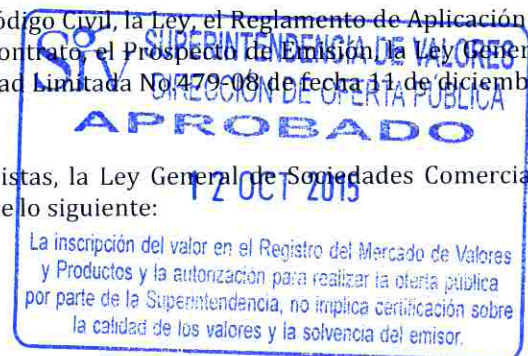 ódigo Civil, la Ley, el Reglamento de Aplicación
ontrato, el Prospecto de Emisión, la Ley Gener
ad Limitada No.479-08 de fecha 11 de diciemb
SIV SUPERINTENDENCIA DE VALORES
DIRECCIÓN DE OFERTA PÚBLICA
APROBADO
istas, la Ley General de Sociedades Comercia
12 OCT 2015
e lo siguiente:
La inscripción del valor en el Registro del Mercado de Valores
y Productos y la autorización para realizar la oferta pública
por parte de la Superintendencia, no implica certificación sobre
la calidad de los valores y la solvencia del emisor.